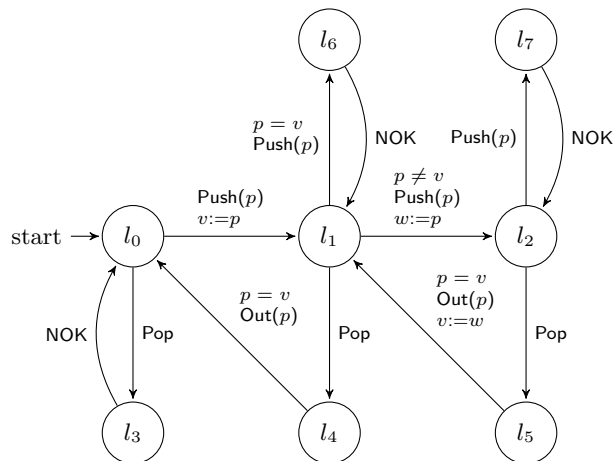 l6
l7
p = v
Push(p)
NOK
Push(p)
NOK
p ≠ v
Push(p)
w:=p
Push(p)
v:=p
start
l0
l1
l2
p = v
Out(p)
p = v
Out(p)
v:=w
NOK
Pop
Pop
Pop
l3
l4
l5